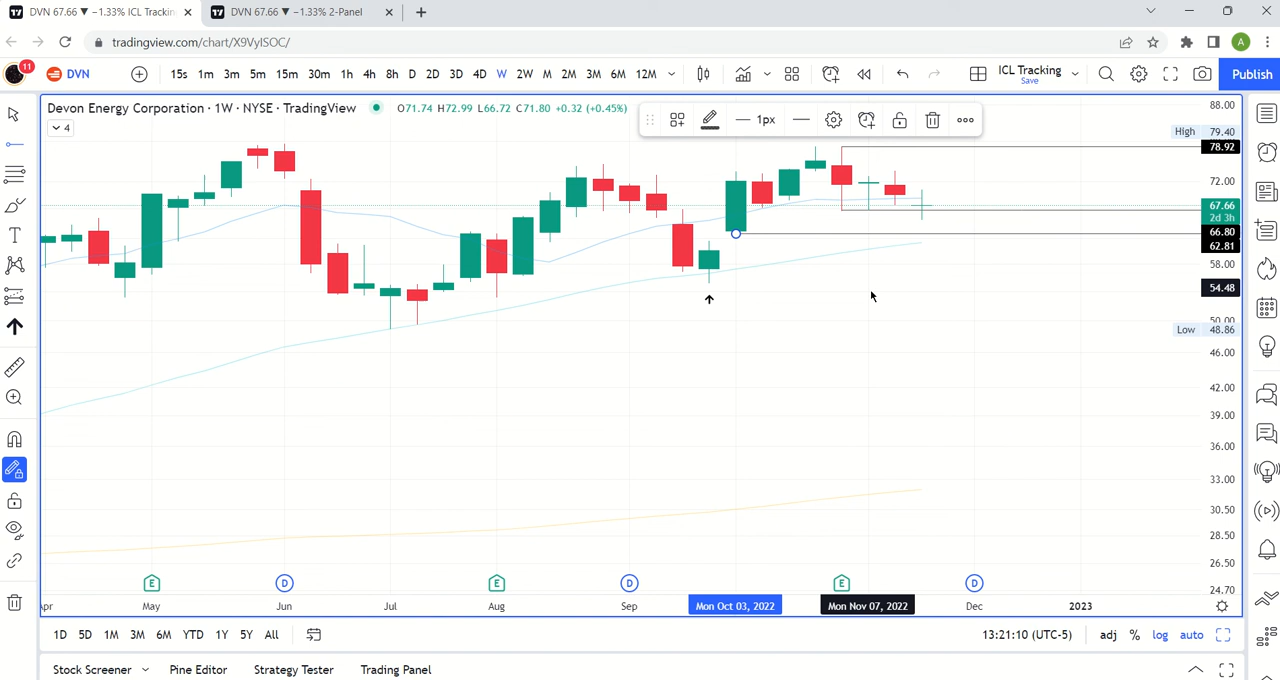 DVN 67.66 ▼ −1.33% ICL Trackin
DVN 67.66 ▼ −1.33% 2-Panel
tradingview.com/chart/X9VyISOC/
A
11
DVN
15s 1m 3m 5m 15m 30m 1h 4h 8h D 2D 3D 4D W 2W M 2M 3M 6M 12M
ICL Tracking
Save
Publish
Devon Energy Corporation · 1W · NYSE · TradingView
O71.74 H72.99 L66.72 C71.80 +0.32 (+0.45%)
4
1px
88.00
High 79.40
78.92
72.00
67.66
2d 3h
66.80
62.81
58.00
54.48
50.00
Low 48.86
46.00
42.00
39.00
36.00
33.00
30.50
28.50
26.50
24.70
T
E D E D E D
Apr May Jun Jul Aug Sep Mon Oct 03, 2022 Mon Nov 07, 2022 Dec 2023
1D 5D 1M 3M 6M YTD 1Y 5Y All
13:21:10 (UTC-5) adj % log auto
Stock Screener Pine Editor Strategy Tester Trading Panel